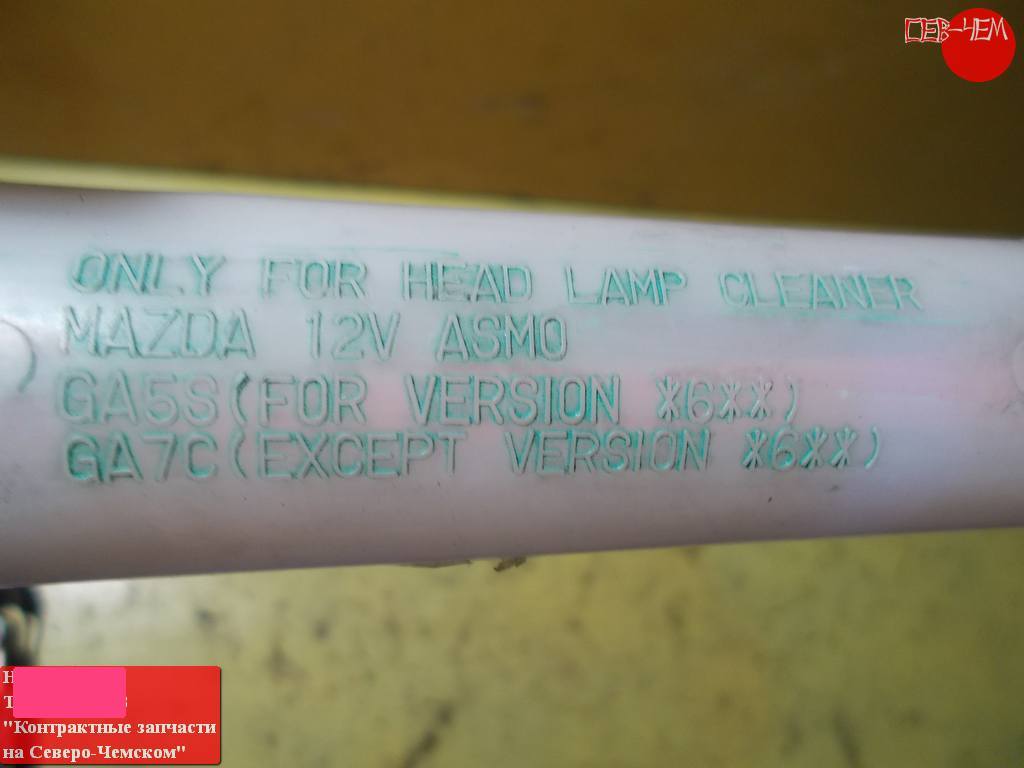 СЕВ-ЧЕМ
ONLY FOR HEAD LAMP CLEANER
MAZDA 12V ASMO
GA5S(FOR VERSION *6**)
GA7C(EXCEPT VERSION *6**)
"Контрактные запчасти
на Северо-Чемском"